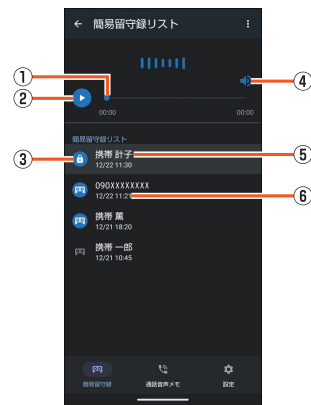 簡易留守録リスト
①
②
④
00:00 00:00
簡易留守録リスト
③
携帯 計子
12/22 11:30
⑤
090XXXXXXXX
12/22 11:21
⑥
携帯 薫
12/21 18:20
携帯 一郎
12/21 10:45
簡易留守録 通話音声メモ 設定